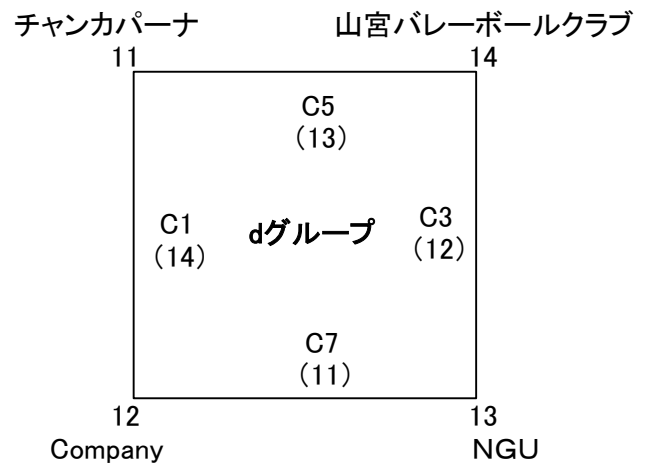 チャンカパーナ 山宮バレーボールクラブ
11 14
C5
（13）
C1 dグループ C3
（14） （12）
C7
（11）
12 13
Company NGU